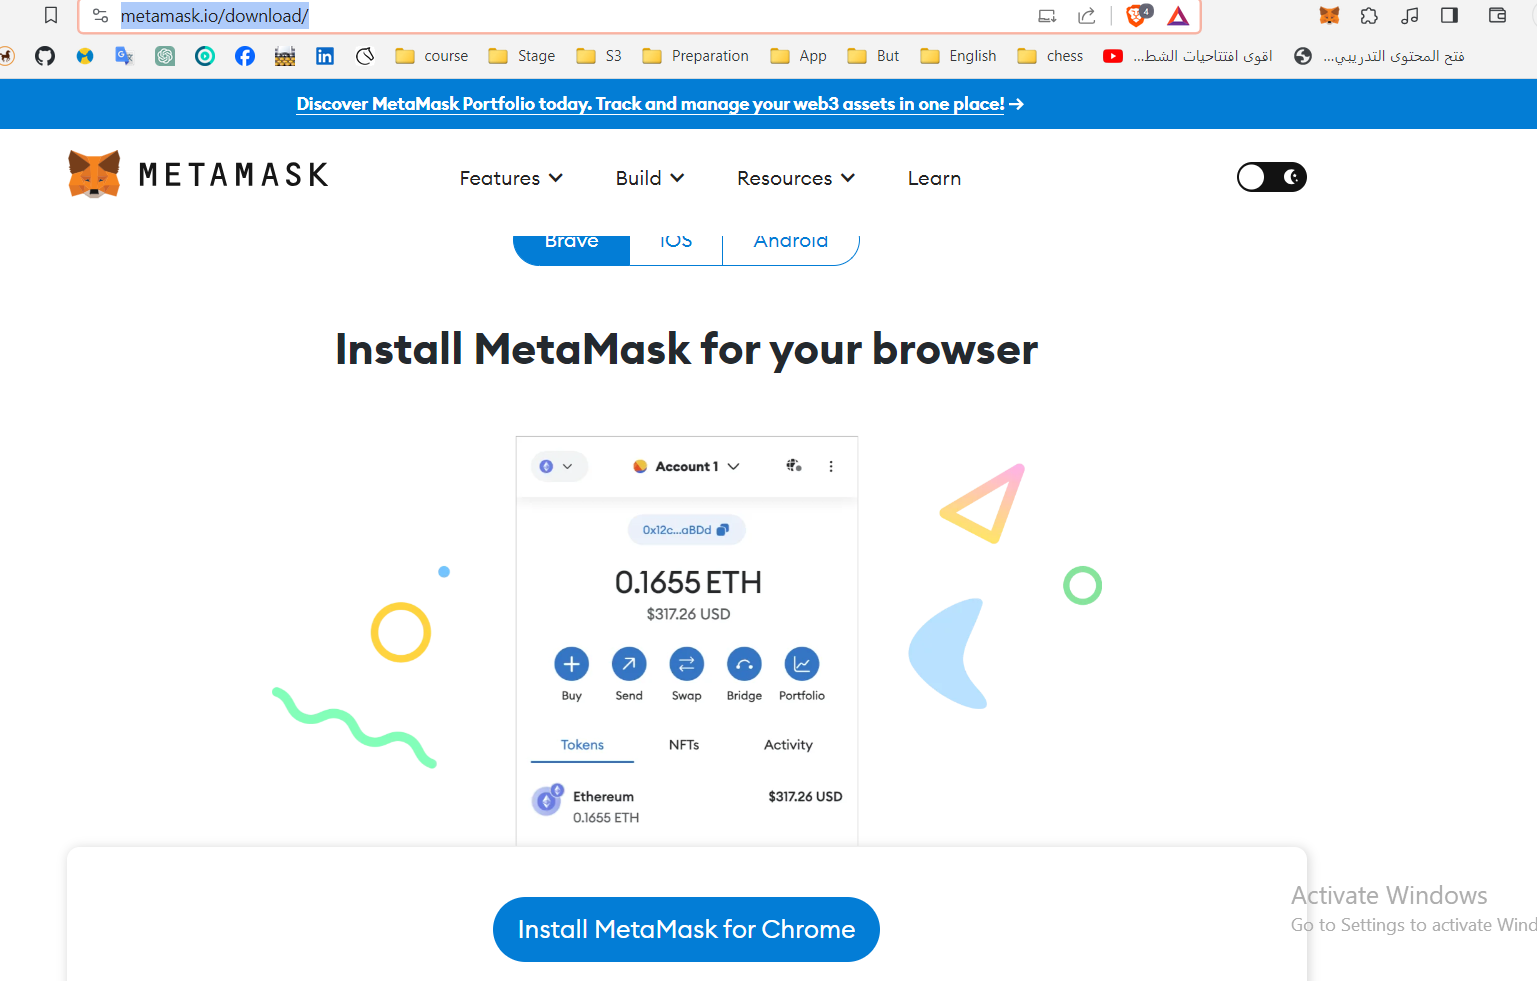 metamask.io/download/
4
course
Stage
S3
Preparation
App
But
English
chess
اقوى افتتاحيات الشط...
فتح المحتوى التدريبي...
Discover MetaMask Portfolio today. Track and manage your web3 assets in one place! →
METAMASK
Features
Build
Resources
Learn
Brave
iOS
Android
Install MetaMask for your browser
Account 1
0x12c...aBDd
0.1655 ETH
$317.26 USD
Buy
Send
Swap
Bridge
Portfolio
Tokens
NFTs
Activity
Ethereum
$317.26 USD
0.1655 ETH
Install MetaMask for Chrome
Activate Windows
Go to Settings to activate Wind